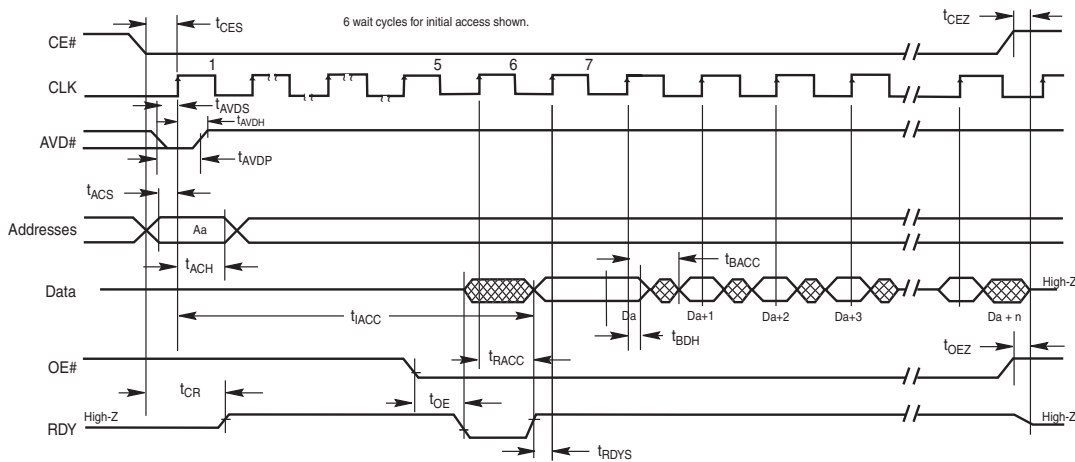 6 wait cycles for initial access shown.
tCES
tCEZ
CE#
1
5
6
7
CLK
tAVDS
tAVDH
AVD#
tAVDP
tACS
Addresses
Aa
tACH
tBACC
Data
High-Z
Da
Da+1
Da+2
Da+3
Da + n
tIACC
tBDH
tOEZ
tRACC
OE#
tCR
tOE
High-Z
High-Z
RDY
tRDYS